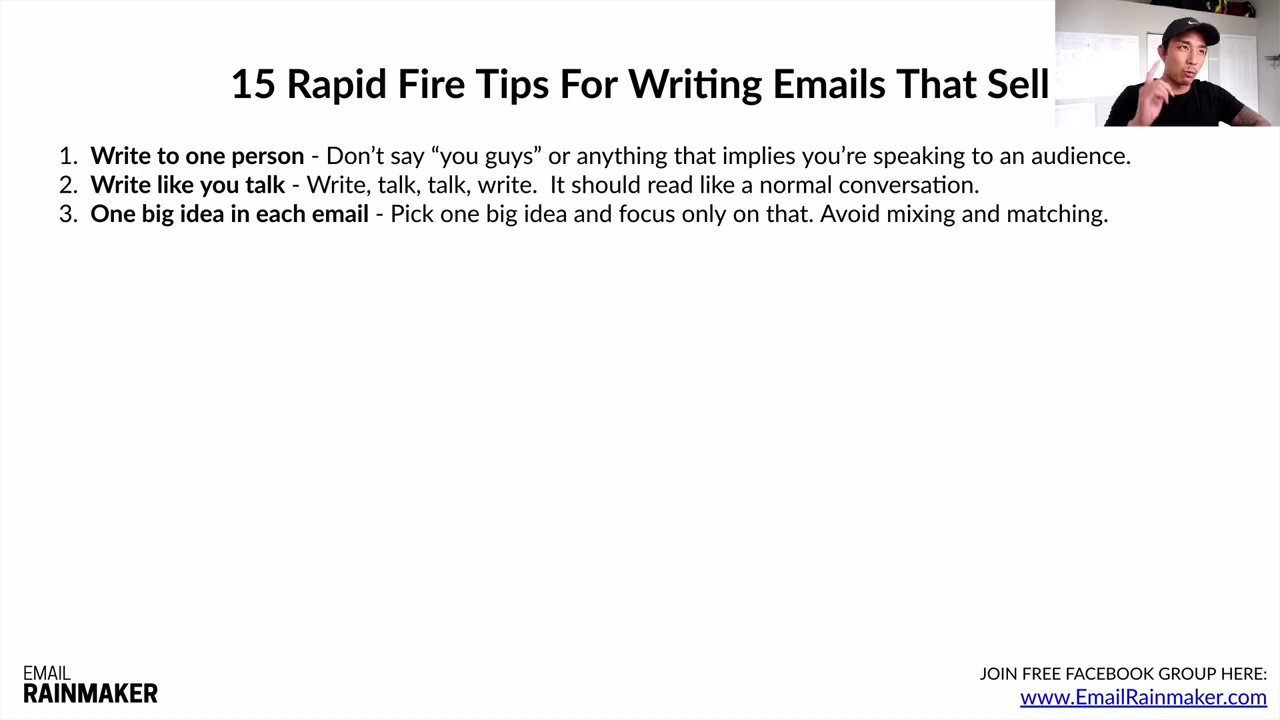 15 Rapid Fire Tips For Writing Emails That Sell
1. Write to one person - Don’t say “you guys” or anything that implies you’re speaking to an audience.
2. Write like you talk - Write, talk, talk, write.  It should read like a normal conversation.
3. One big idea in each email - Pick one big idea and focus only on that. Avoid mixing and matching.
EMAIL
RAINMAKER
JOIN FREE FACEBOOK GROUP HERE:
www.EmailRainmaker.com